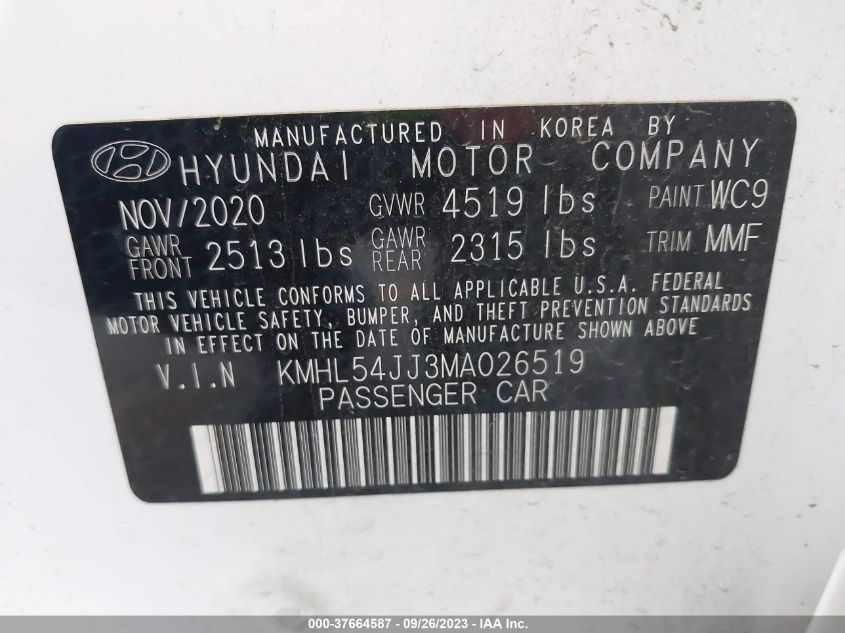 MANUFACTURED IN KOREA BY
HYUNDAI MOTOR COMPANY
NOV/2020 GVWR 4519 lbs PAINT WC9
GAWR FRONT 2513 lbs GAWR REAR 2315 lbs TRIM MMF
THIS VEHICLE CONFORMS TO ALL APPLICABLE U.S.A. FEDERAL
MOTOR VEHICLE SAFETY, BUMPER, AND THEFT PREVENTION STANDARDS
IN EFFECT ON THE DATE OF MANUFACTURE SHOWN ABOVE
V.I.N KMHL54JJ3MA026519
PASSENGER CAR
000-37664587 - 09/26/2023 - IAA Inc.